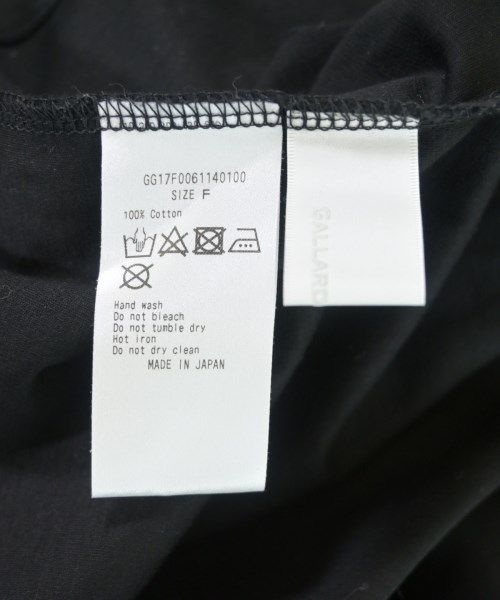 GG17F0061140100
SIZE F
100% Cotton
Hand wash
Do not bleach
Do not tumble dry
Hot iron
Do not dry clean
MADE IN JAPAN